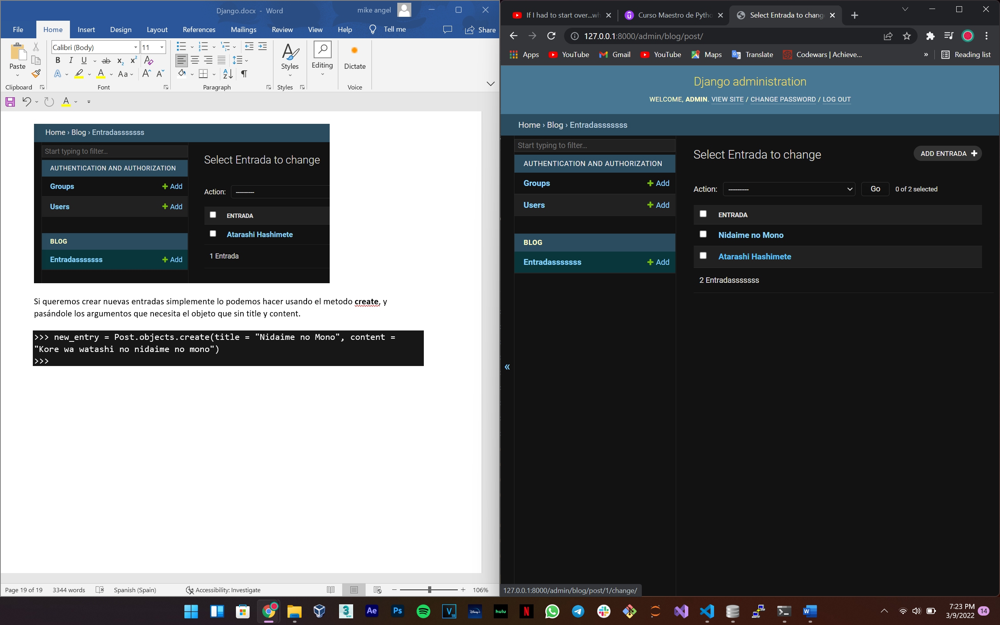 Django.docx - Word
mike angel
File Home Insert Design Layout References Mailings Review View Help Tell me Share
Calibri (Body) 11
Paste
Styles
Editing
Dictate
Clipboard Font Paragraph Styles Voice
Home › Blog › Entradasssssss
Start typing to filter...
AUTHENTICATION AND AUTHORIZATION
Groups Add
Users Add
BLOG
Entradasssssss Add
Select Entrada to change
Action: ---------
ENTRADA
Atarashi Hashimete
1 Entrada
Si queremos crear nuevas entradas simplemente lo podemos hacer usando el metodo create, y
pasándole los argumentos que necesita el objeto que sin title y content.
>>> new_entry = Post.objects.create(title = "Nidaime no Mono", content =
"Kore wa watashi no nidaime no mono")
>>>
Page 19 of 19 3344 words Spanish (Spain) Accessibility: Investigate 106%
If I had to start over...wh
Curso Maestro de Pytho
Select Entrada to chang
127.0.0.1:8000/admin/blog/post/
Apps YouTube Gmail YouTube Maps Translate Codewars | Achieve... » Reading list
Django administration
WELCOME, ADMIN. VIEW SITE / CHANGE PASSWORD / LOG OUT
Home › Blog › Entradasssssss
Start typing to filter...
AUTHENTICATION AND AUTHORIZATION
Groups Add
Users Add
BLOG
Entradasssssss Add
«
Select Entrada to change
ADD ENTRADA
Action: --------- Go 0 of 2 selected
ENTRADA
Nidaime no Mono
Atarashi Hashimete
2 Entradasssssss
127.0.0.1:8000/admin/blog/post/1/change/
7:23 PM
3/9/2022
14